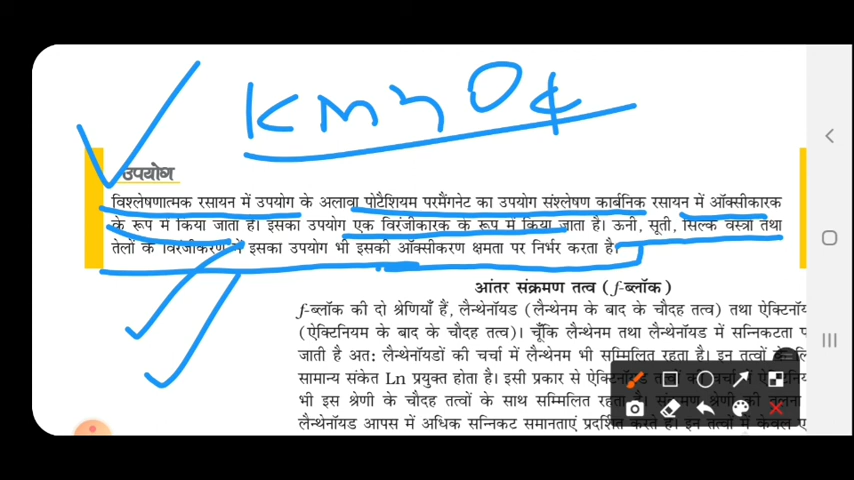 KMnO4
उपयोग
विश्लेषणात्मक रसायन में उपयोग के अलावा पोटैशियम परमैंगनेट का उपयोग संश्लेषण कार्बनिक रसायन में ऑक्सीकारक
के रूप में किया जाता है। इसका उपयोग एक विरंजीकारक के रूप में किया जाता है। ऊनी, सूती, सिल्क वस्त्रों तथा
तेलों के विरंजीकरण में इसका उपयोग भी इसकी ऑक्सीकरण क्षमता पर निर्भर करता है।
आंतर संक्रमण तत्व (f-ब्लॉक)
f-ब्लॉक की दो श्रेणियाँ हैं, लैन्थेनॉयड (लैन्थेनम के बाद के चौदह तत्व) तथा
(ऐक्टिनियम के बाद के चौदह तत्व)। चूँकि लैन्थेनम तथा लैन्थेनॉयड में सन्निकटता
जाती है अत: लैन्थेनॉयडों की चर्चा में लैन्थेनम भी सम्मिलित रहता है। इन तत्वों
सामान्य संकेत Ln प्रयुक्त होता है। इसी प्रकार से
भी इस श्रेणी के चौदह तत्वों के साथ सम्मिलित रहता
लैन्थेनॉयड आपस में अधिक सन्निकट समानताएं प्रदर्शित करते हैं। इन तत्वों में केवल